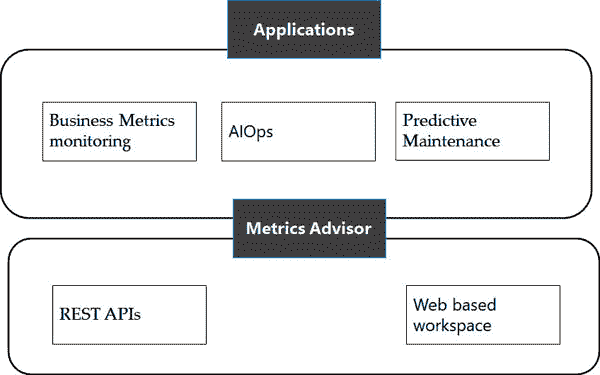 Applications
Business Metrics
monitoring
AIOps
Predictive
Maintenance
Metrics Advisor
REST APIs
Web based
workspace